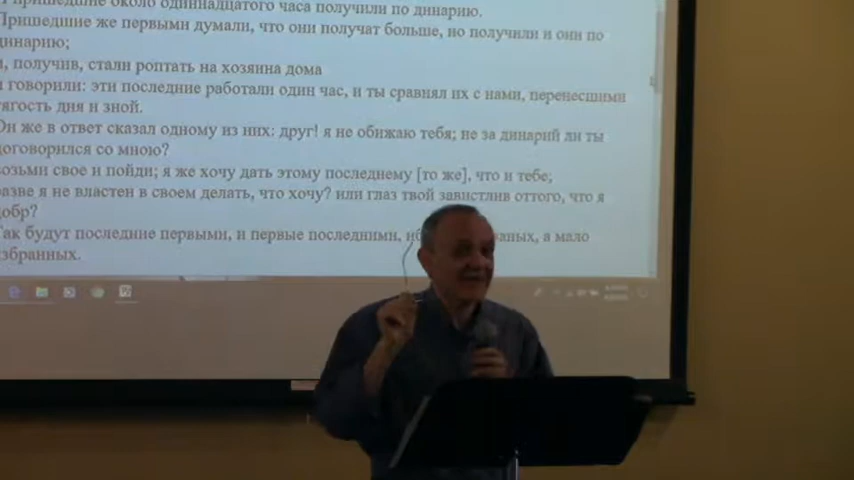 пришедшие около одиннадцатого часа получили по динарию.
Пришедшие же первыми думали, что они получат больше, но получили и они по
динарию;
и, получив, стали роптать на хозяина дома
и говорили: эти последние работали один час, и ты сравнял их с нами, перенесшими
тягость дня и зной.
Он же в ответ сказал одному из них: друг! я не обижаю тебя; не за динарий ли ты
договорился со мною?
возьми свое и пойди; я же хочу дать этому последнему [то же], что и тебе;
разве я не властен в своем делать, что хочу? или глаз твой завистлив оттого, что я
добр?
Так будут последние первыми, и первые последними, а мало
избранных.